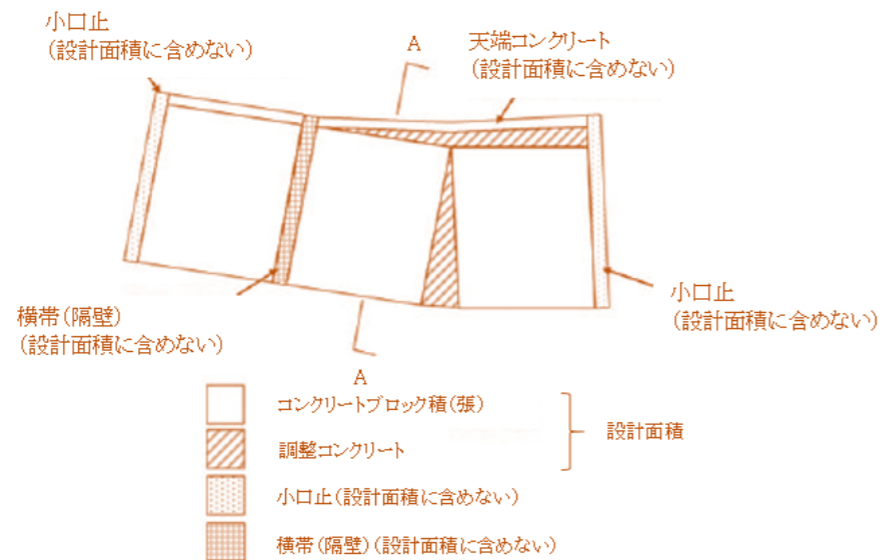 小口止
(設計面積に含めない)
A
天端コンクリート
(設計面積に含めない)
小口止
(設計面積に含めない)
横帯(隔壁)
(設計面積に含めない)
A
コンクリートブロック積(張)
設計面積
調整コンクリート
小口止(設計面積に含めない)
横帯(隔壁)(設計面積に含めない)